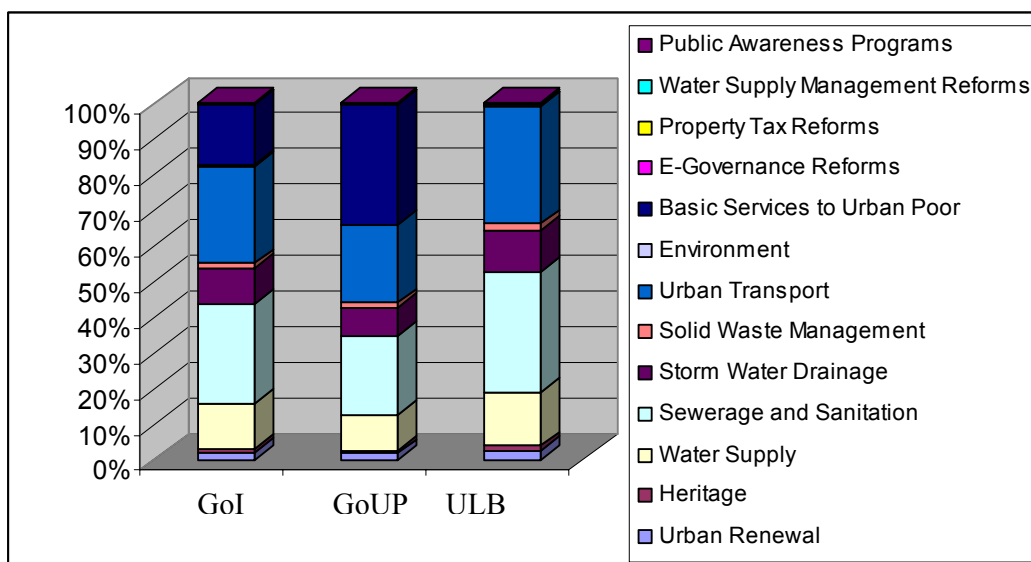 100%
90%
80%
70%
60%
50%
40%
30%
20%
10%
0%
GoI GoUP ULB
Public Awareness Programs
Water Supply Management Reforms
Property Tax Reforms
E-Governance Reforms
Basic Services to Urban Poor
Environment
Urban Transport
Solid Waste Management
Storm Water Drainage
Sewerage and Sanitation
Water Supply
Heritage
Urban Renewal